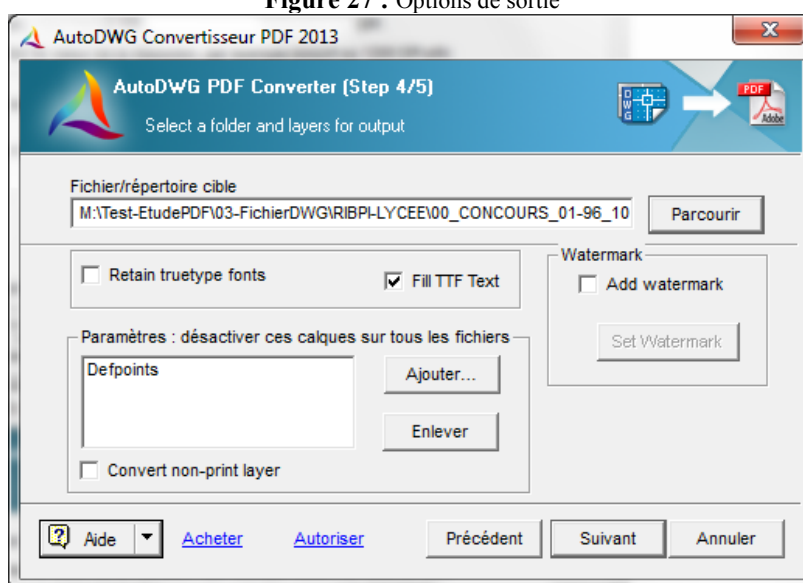 Figure 27 : Options de sortie
AutoDWG Convertisseur PDF 2013
AutoDWG PDF Converter (Step 4/5)
Select a folder and layers for output
DWG
PDF
Adobe
Fichier/répertoire cible
M:\Test-EtudePDF\03-FichierDWG\RIBPI-LYCEE\00_CONCOURS_01-96_10
Parcourir
Retain truetype fonts
Fill TTF Text
Watermark
Add watermark
Set Watermark
Paramètres : désactiver ces calques sur tous les fichiers
Defpoints
Ajouter...
Enlever
Convert non-print layer
Aide
Acheter
Autoriser
Précédent
Suivant
Annuler